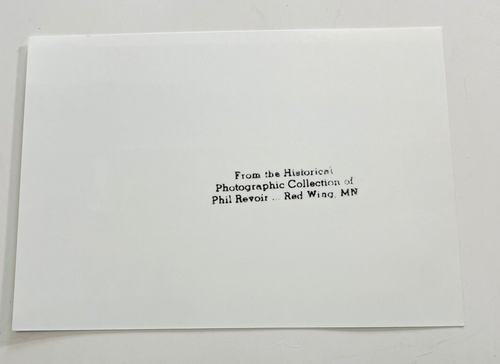 From the Historical
Photographic Collection of
Phil Revoir ... Red Wing, MN